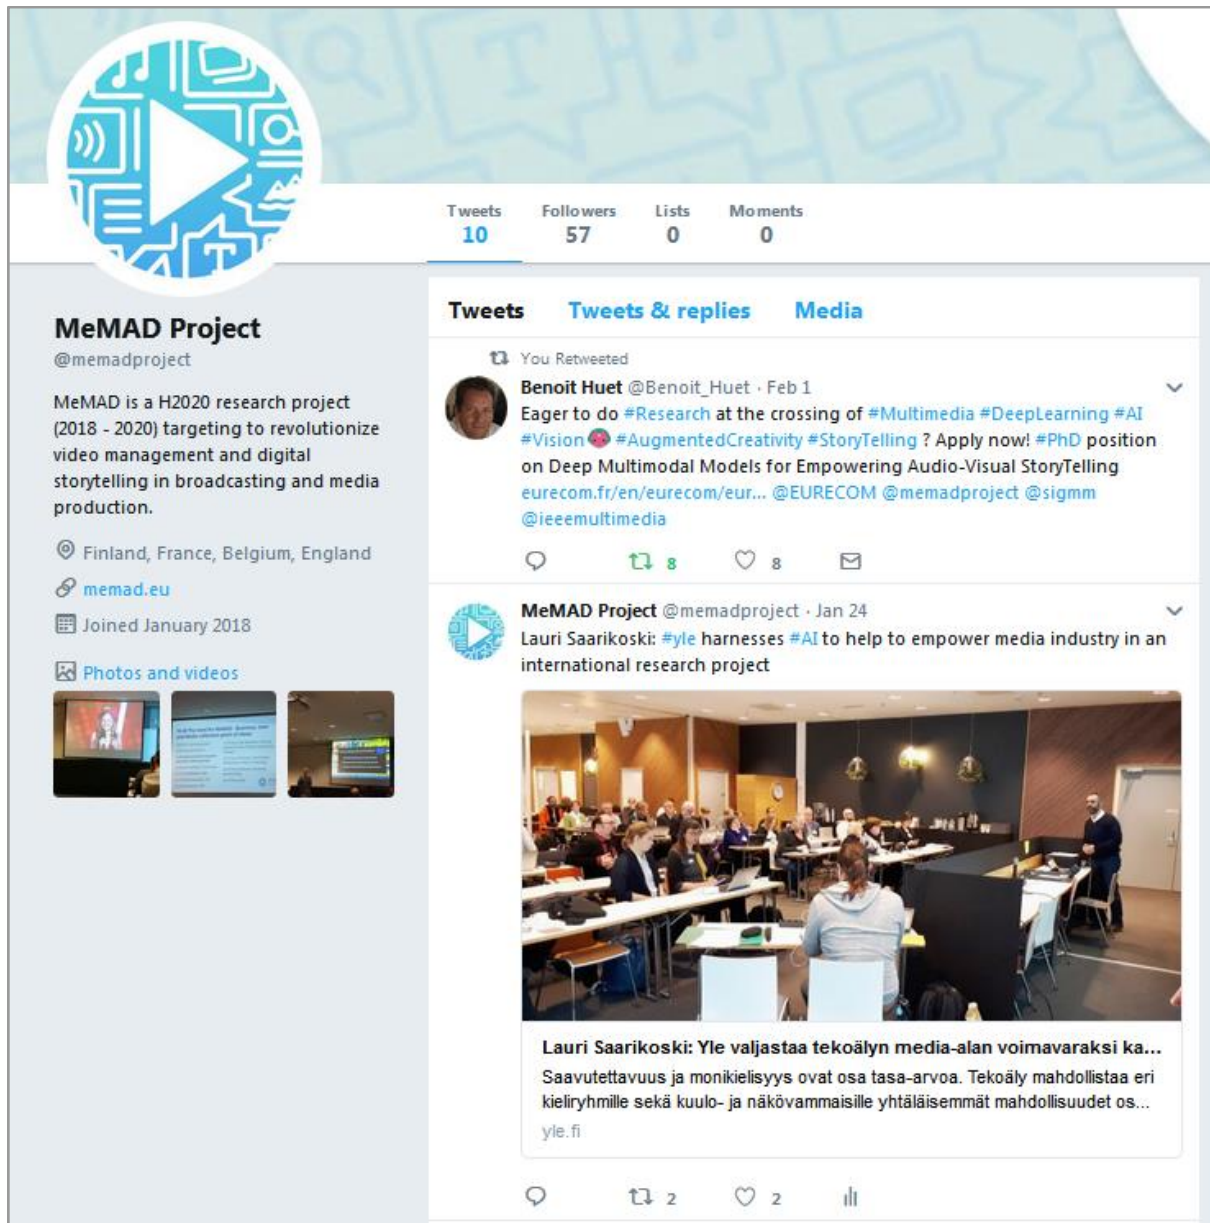 Tweets Followers Lists Moments
10 57 0 0
MeMAD Project
@memadproject
MeMAD is a H2020 research project
(2018 - 2020) targeting to revolutionize
video management and digital
storytelling in broadcasting and media
production.
Finland, France, Belgium, England
memad.eu
Joined January 2018
Photos and videos
Tweets Tweets & replies Media
You Retweeted
Benoit Huet @Benoit_Huet · Feb 1
Eager to do #Research at the crossing of #Multimedia #DeepLearning #AI
#Vision #AugmentedCreativity #StoryTelling ? Apply now! #PhD position
on Deep Multimodal Models for Empowering Audio-Visual StoryTelling
eurecom.fr/en/eurecom/eur... @EURECOM @memadproject @sigmm
@ieeemultimedia
8 8
MeMAD Project @memadproject · Jan 24
Lauri Saarikoski: #yle harnesses #AI to help to empower media industry in an
international research project
Lauri Saarikoski: Yle valjastaa tekoälyn media-alan voimavaraksi ka...
Saavutettavuus ja monikielisyys ovat osa tasa-arvoa. Tekoäly mahdollistaa eri
kieliryhmille sekä kuulo- ja näkövammaisille yhtäläisemmät mahdollisuudet os...
yle.fi
2 2